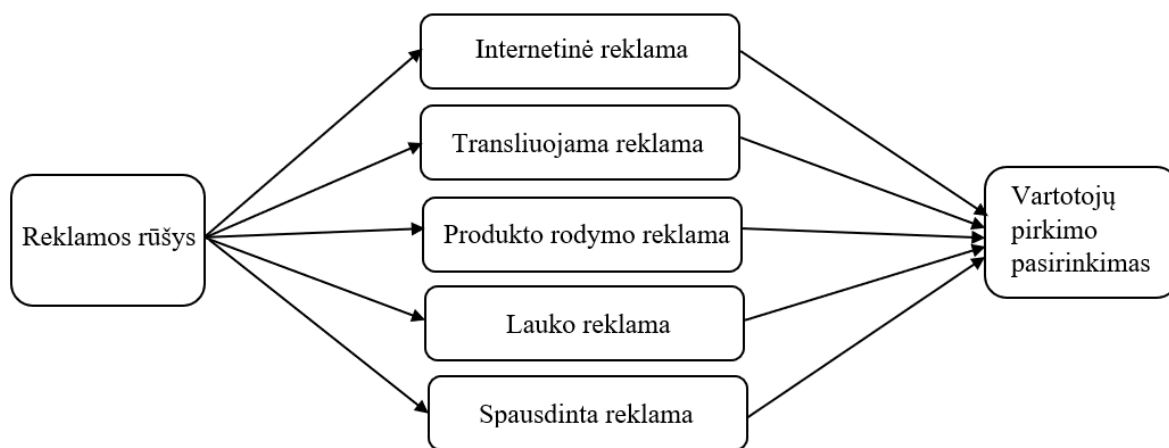 Internetinė reklama
Transliuojama reklama
Reklamos rūšys
Produkto rodymo reklama
Vartotojų
pirkimo
pasirinkimas
Lauko reklama
Spausdinta reklama